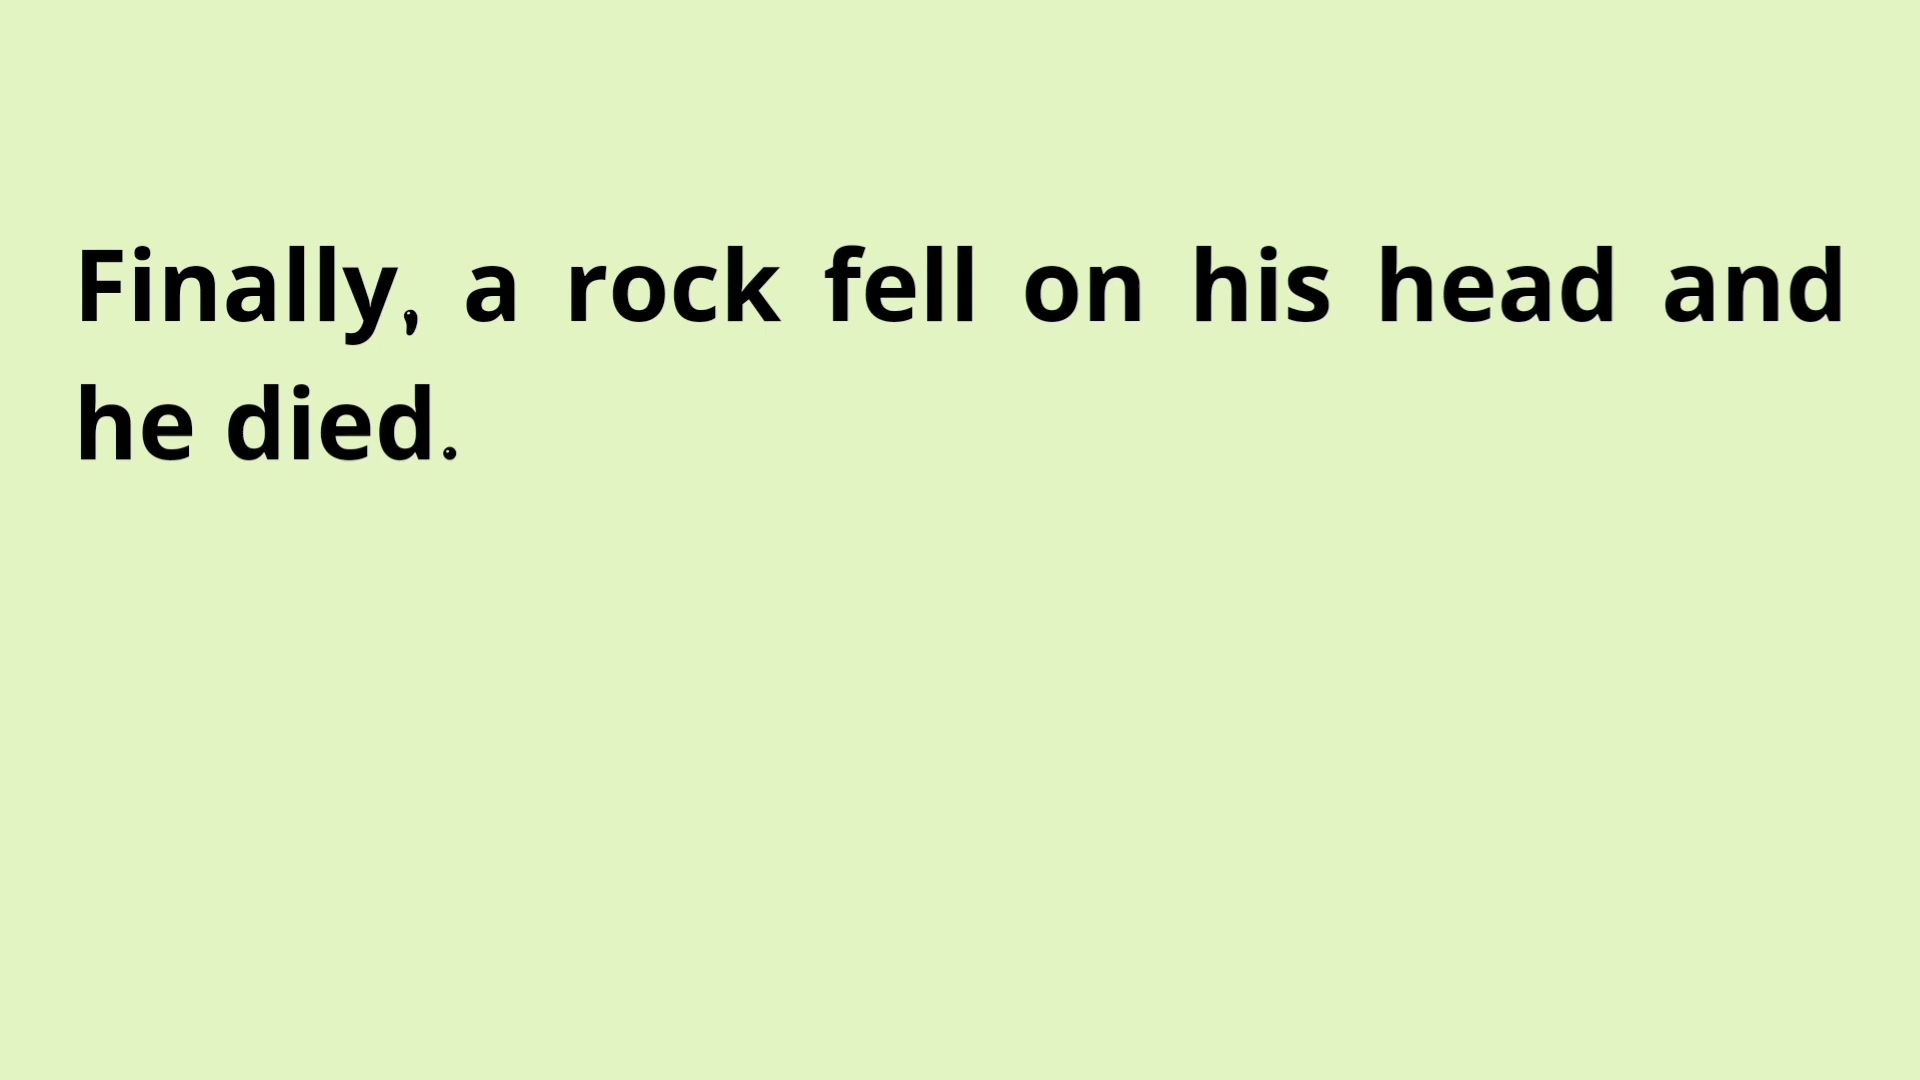 Finally, a rock fell on his head and
he died.